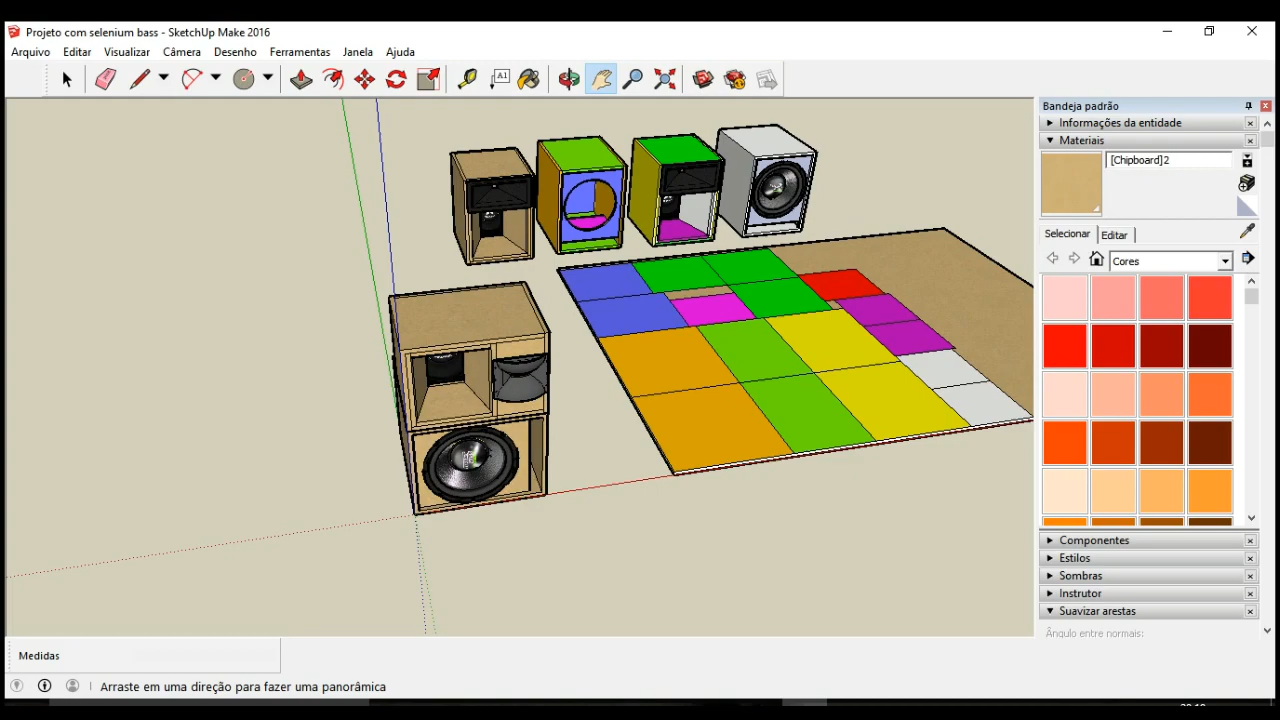 Projeto com selenium bass - SketchUp Make 2016
Arquivo Editar Visualizar Câmera Desenho Ferramentas Janela Ajuda
A1
Bandeja padrão
Informações da entidade
Materiais
[Chipboard]2
Selecionar Editar
Cores
Componentes
Estilos
Sombras
Instrutor
Suavizar arestas
Ângulo entre normais:
Medidas
Arraste em uma direção para fazer uma panorâmica